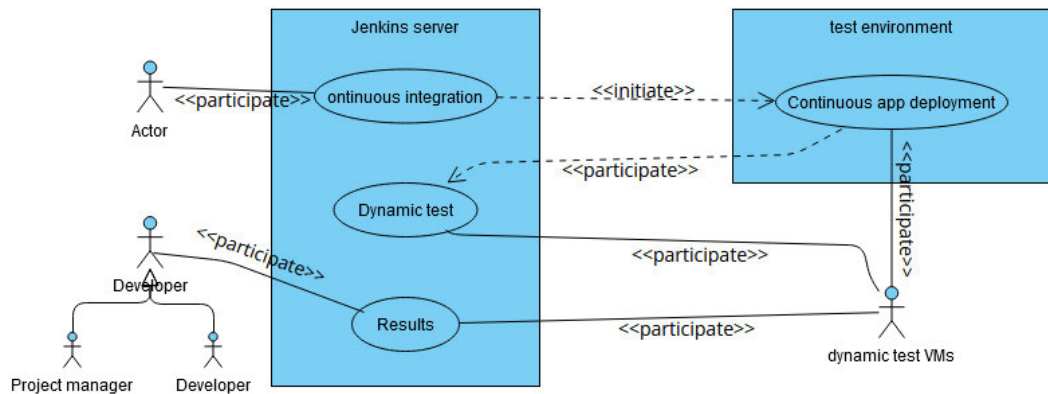 Jenkins server
test environment
<<participate>>
ontinuous integration
<<initiate>>
Continuous app deployment
Actor
<<participate>>
<<participate>>
Dynamic test
<<participate>>
<<participate>>
Developer
Results
<<participate>>
dynamic test VMs
Project manager
Developer